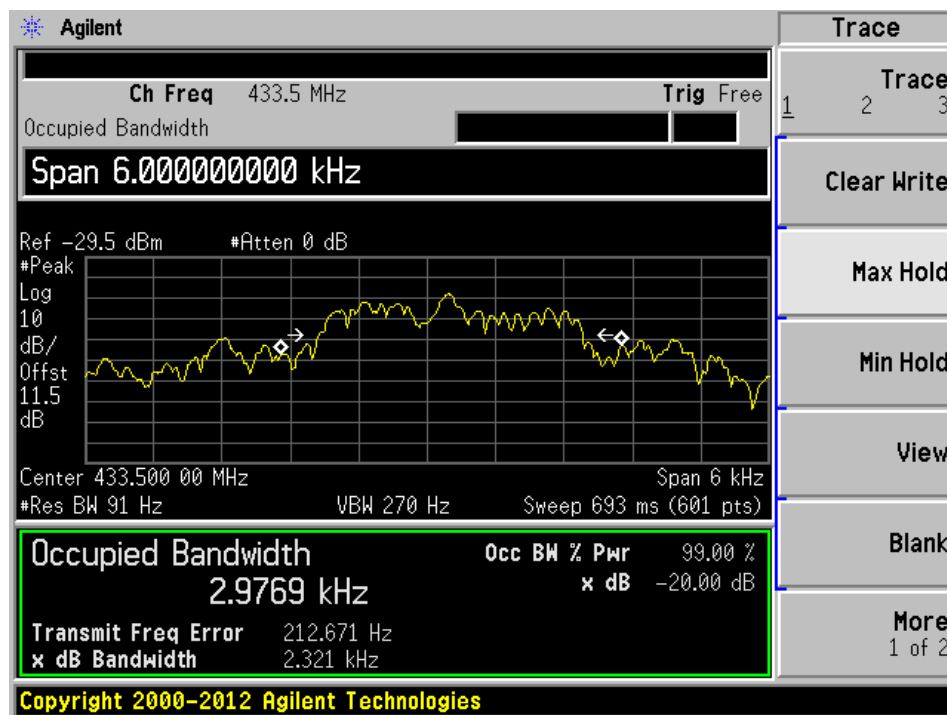 Agilent
Trace
Ch Freq 433.5 MHz
Trig Free
Occupied Bandwidth
Span 6.000000000 kHz
Ref -29.5 dBm #Atten 0 dB
#Peak
Log
10
dB/
Offst
11.5
dB
Center 433.500 00 MHz
Span 6 kHz
#Res BW 91 Hz
VBW 270 Hz
Sweep 693 ms (601 pts)
Occupied Bandwidth
2.9769 kHz
Occ BW % Pwr 99.00 %
x dB -20.00 dB
Transmit Freq Error 212.671 Hz
x dB Bandwidth 2.321 kHz
Trace
1 2 3
Clear Write
Max Hold
Min Hold
View
Blank
More
1 of 2
Copyright 2000-2012 Agilent Technologies